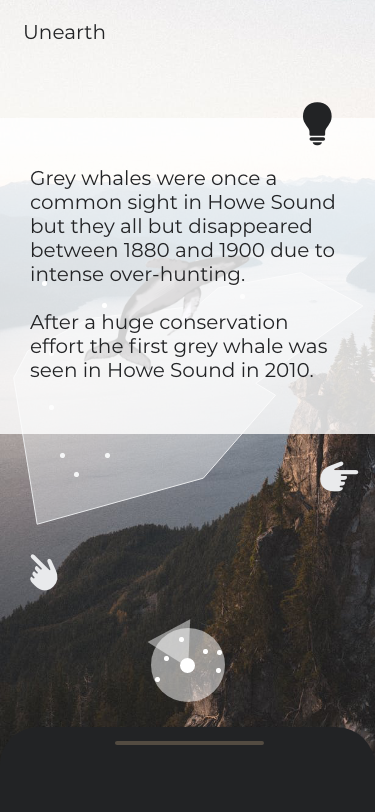 Unearth
Grey whales were once a
common sight in Howe Sound
but they all but disappeared
between 1880 and 1900 due to
intense over-hunting.
After a huge conservation
effort the first grey whale was
seen in Howe Sound in 2010.